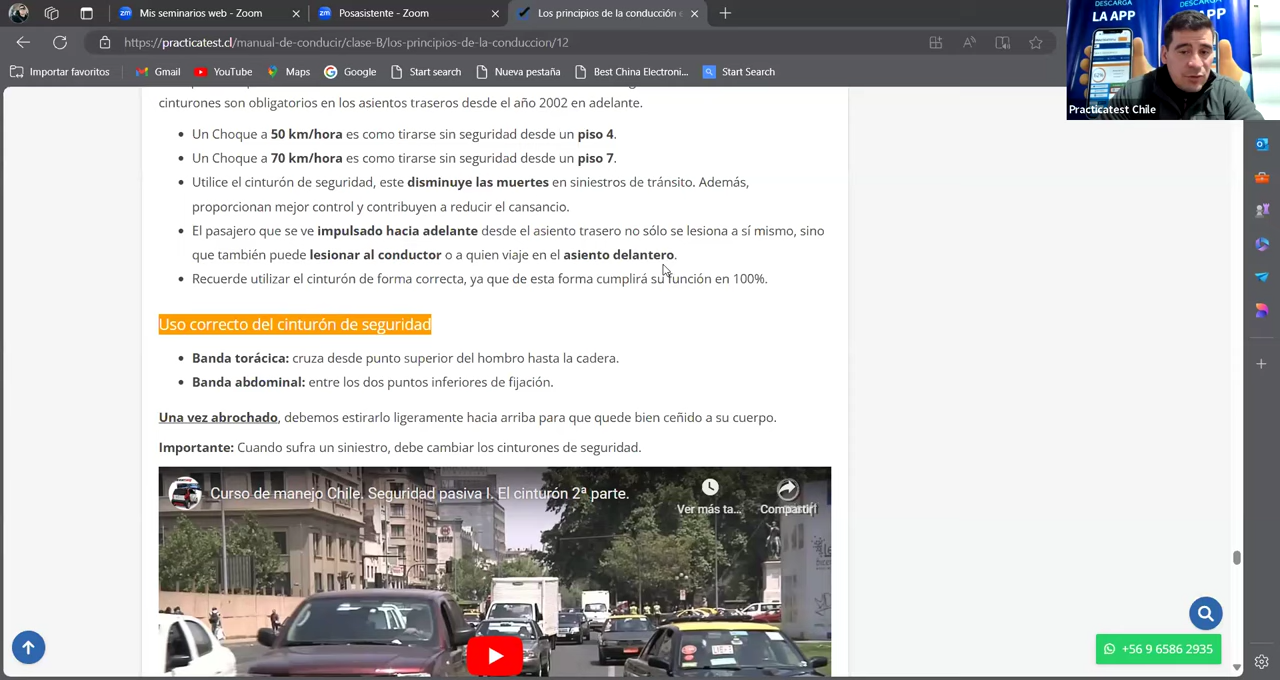 Mis seminarios web - Zoom
Posasistente - Zoom
Los principios de la conducción
https://practicatest.cl/manual-de-conducir/clase-B/los-principios-de-la-conduccion/12
Importar favoritos
Gmail
YouTube
Maps
Google
Start search
Nueva pestaña
Best China Electroni...
Start Search
DESCARGA
LA APP
DESCARGA
LA APP
Practicatest Chile
cinturones son obligatorios en los asientos traseros desde el año 2002 en adelante.
• Un Choque a 50 km/hora es como tirarse sin seguridad desde un piso 4.
• Un Choque a 70 km/hora es como tirarse sin seguridad desde un piso 7.
• Utilice el cinturón de seguridad, este disminuye las muertes en siniestros de tránsito. Además,
proporcionan mejor control y contribuyen a reducir el cansancio.
• El pasajero que se ve impulsado hacia adelante desde el asiento trasero no sólo se lesiona a sí mismo, sino
que también puede lesionar al conductor o a quien viaje en el asiento delantero.
• Recuerde utilizar el cinturón de forma correcta, ya que de esta forma cumplirá su función en 100%.
Uso correcto del cinturón de seguridad
• Banda torácica: cruza desde punto superior del hombro hasta la cadera.
• Banda abdominal: entre los dos puntos inferiores de fijación.
Una vez abrochado, debemos estirarlo ligeramente hacia arriba para que quede bien ceñido a su cuerpo.
Importante: Cuando sufra un siniestro, debe cambiar los cinturones de seguridad.
Curso de manejo Chile. Seguridad pasiva I. El cinturón 2ª parte.
Ver más ta...
Compartir
+56 9 6586 2935